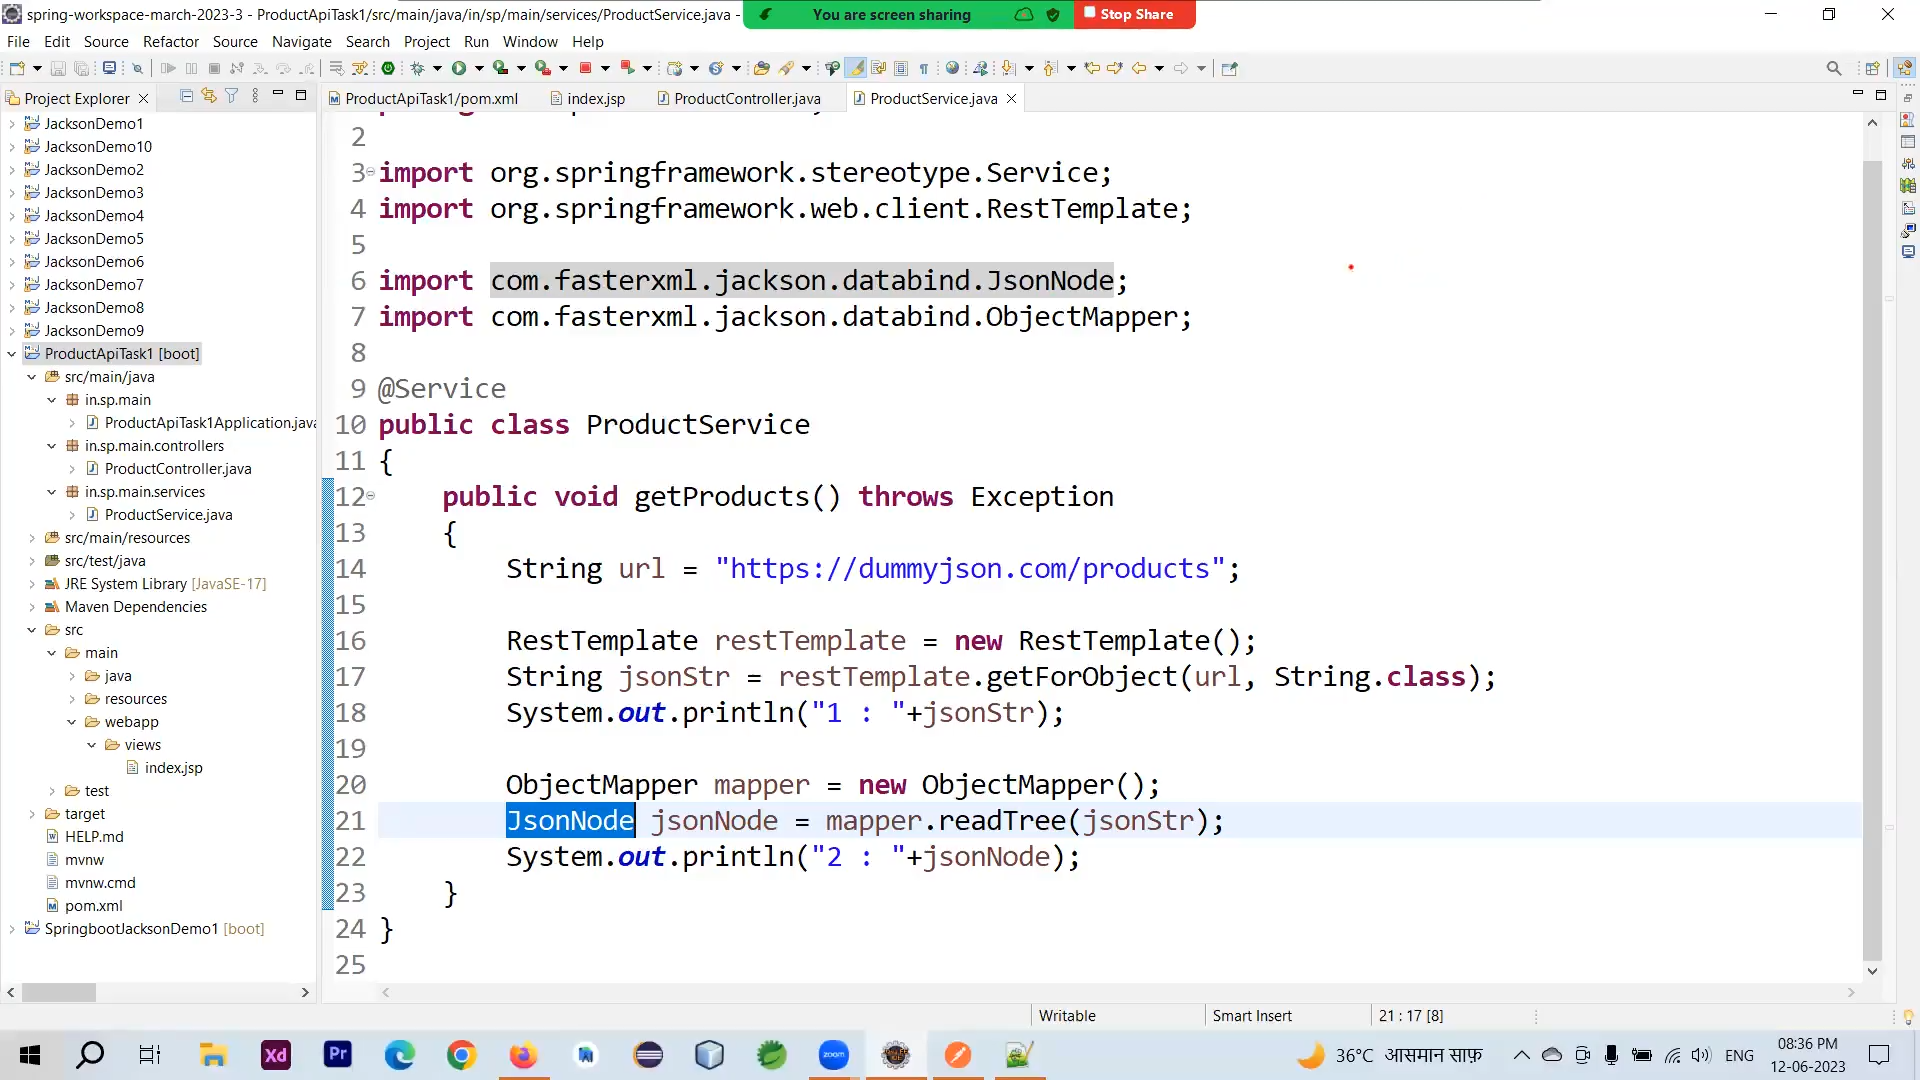 spring-workspace-march-2023-3 - ProductApiTask1/src/main/java/in/sp/main/services/ProductService.java -
You are screen sharing
Stop Share
File Edit Source Refactor Source Navigate Search Project Run Window Help
Project Explorer
ProductApiTask1/pom.xml
index.jsp
ProductController.java
ProductService.java
JacksonDemo1
JacksonDemo10
JacksonDemo2
JacksonDemo3
JacksonDemo4
JacksonDemo5
JacksonDemo6
JacksonDemo7
JacksonDemo8
JacksonDemo9
ProductApiTask1 [boot]
src/main/java
in.sp.main
ProductApiTask1Application.java
in.sp.main.controllers
ProductController.java
in.sp.main.services
ProductService.java
src/main/resources
src/test/java
JRE System Library [JavaSE-17]
Maven Dependencies
src
main
java
resources
webapp
views
index.jsp
test
target
HELP.md
mvnw
mvnw.cmd
pom.xml
SpringbootJacksonDemo1 [boot]
2
3 import org.springframework.stereotype.Service;
4 import org.springframework.web.client.RestTemplate;
5
6 import com.fasterxml.jackson.databind.JsonNode;
7 import com.fasterxml.jackson.databind.ObjectMapper;
8
9 @Service
10 public class ProductService
11 {
12 public void getProducts() throws Exception
13 {
14 String url = "https://dummyjson.com/products";
15
16 RestTemplate restTemplate = new RestTemplate();
17 String jsonStr = restTemplate.getForObject(url, String.class);
18 System.out.println("1 : "+jsonStr);
19
20 ObjectMapper mapper = new ObjectMapper();
21 JsonNode jsonNode = mapper.readTree(jsonStr);
22 System.out.println("2 : "+jsonNode);
23 }
24 }
25
Writable
Smart Insert
21 : 17 [8]
Xd
Pr
zoom
36°C आसमान साफ़
ENG
08:36 PM
12-06-2023